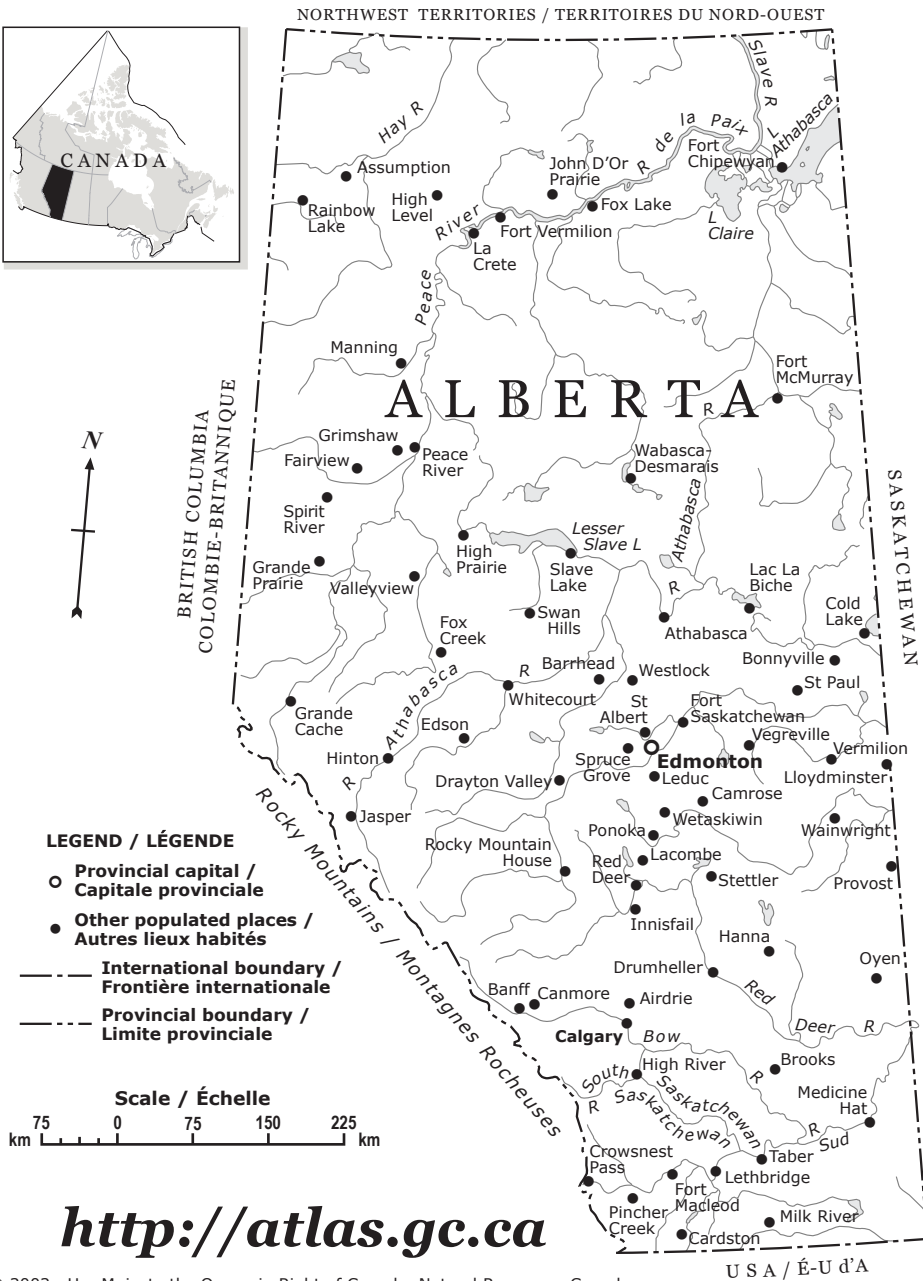 NORTHWEST TERRITORIES / TERRITOIRES DU NORD-OUEST
CANADA
Hay R
Slave R
L Athabasca
R de la Paix
Fort
Chipewyan
Assumption
John D'Or
Prairie
High
Level
Rainbow
Lake
Fox Lake
River
Fort Vermilion
L
Claire
La
Crete
Peace
Manning
Fort
McMurray
ALBERTA
R
BRITISH COLUMBIA
COLOMBIE-BRITANNIQUE
N
SASKATCHEWAN
Grimshaw
Fairview
Peace
River
Wabasca-
Desmarais
Athabasca
Spirit
River
Lesser
Slave L
High
Prairie
Grande
Prairie
Valleyview
Slave
Lake
Lac La
Biche
R
Swan
Hills
Cold
Lake
Fox
Creek
Athabasca
Barrhead
Westlock
Bonnyville
R
Athabasca
Whitecourt
St Paul
St
Albert
Fort
Saskatchewan
Grande
Cache
Edson
Vegreville
Vermilion
Hinton
Spruce
Grove
Edmonton
Lloydminster
R
Drayton Valley
Leduc
Camrose
Jasper
Wetaskiwin
Wainwright
Ponoka
Rocky Mountain
House
Lacombe
Red
Deer
Stettler
Provost
Innisfail
Hanna
Oyen
Drumheller
Red
Deer R
Banff
Canmore
Airdrie
Calgary
Bow
R
High River
Brooks
South
Saskatchewan
R Saskatchewan
R Sud
Medicine
Hat
Crowsnest
Pass
Taber
Lethbridge
Fort
Macleod
Pincher
Creek
Milk River
Cardston
Rocky Mountains / Montagnes Rocheuses
USA / É-U d'A
LEGEND / LÉGENDE
Provincial capital /
Capitale provinciale
Other populated places /
Autres lieux habités
International boundary /
Frontière internationale
Provincial boundary /
Limite provinciale
Scale / Échelle
75 0 75 150 225
km km
http://atlas.gc.ca